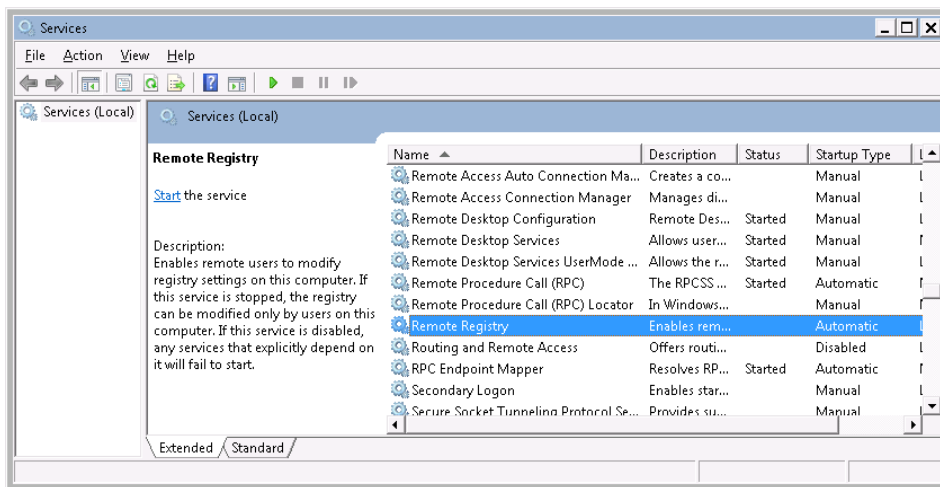 Services
File Action View Help
Services (Local)
Services (Local)
Remote Registry
Start the service
Description:
Enables remote users to modify
registry settings on this computer. If
this service is stopped, the registry
can be modified only by users on this
computer. If this service is disabled,
any services that explicitly depend on
it will fail to start.
Name Description Status Startup Type
Remote Access Auto Connection Ma... Creates a co... Manual
Remote Access Connection Manager Manages di... Manual
Remote Desktop Configuration Remote Des... Started Manual
Remote Desktop Services Allows user... Started Manual
Remote Desktop Services UserMode ... Allows the r... Started Manual
Remote Procedure Call (RPC) The RPCSS ... Started Automatic
Remote Procedure Call (RPC) Locator In Windows... Manual
Remote Registry Enables rem... Automatic
Routing and Remote Access Offers routi... Disabled
RPC Endpoint Mapper Resolves RP... Started Automatic
Secondary Logon Enables star... Manual
Secure Socket Tunneling Protocol Se... Provides su... Manual
Extended Standard